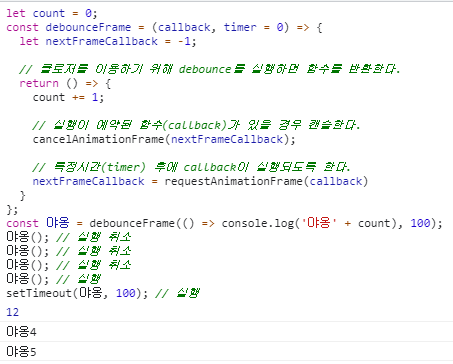 let count = 0;
const debounceFrame = (callback, timer = 0) => {
  let nextFrameCallback = -1;
  // 클로저를 이용하기 위해 debounce를 실행하면 함수를 반환한다.
  return () => {
    count += 1;
    // 실행이 예약된 함수(callback)가 있을 경우 캔슬한다.
    cancelAnimationFrame(nextFrameCallback);
    // 특정시간(timer) 후에 callback이 실행되도록 한다.
    nextFrameCallback = requestAnimationFrame(callback)
  }
};
const 야옹 = debounceFrame(() => console.log('야옹' + count), 100);
야옹(); // 실행 취소
야옹(); // 실행 취소
야옹(); // 실행 취소
야옹(); // 실행
setTimeout(야옹, 100); // 실행
12
야옹4
야옹5